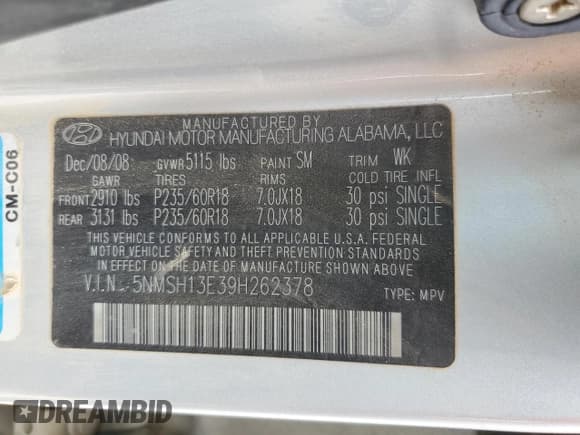 MANUFACTURED BY
HYUNDAI MOTOR MANUFACTURING ALABAMA, LLC
Dec/08/08 GVWR 5115 lbs PAINT SM TRIM WK
GAWR TIRES RIMS COLD TIRE INFL
FRONT 2910 lbs P235/60R18 7.0JX18 30 psi SINGLE
REAR 3131 lbs P235/60R18 7.0JX18 30 psi SINGLE
THIS VEHICLE CONFORMS TO ALL APPLICABLE U.S.A. FEDERAL
MOTOR VEHICLE SAFETY AND THEFT PREVENTION STANDARDS
IN EFFECT ON THE DATE OF MANUFACTURE SHOWN ABOVE.
V.I.N. 5NMSH13E39H262378
TYPE: MPV
CM-C06
DREAMBID